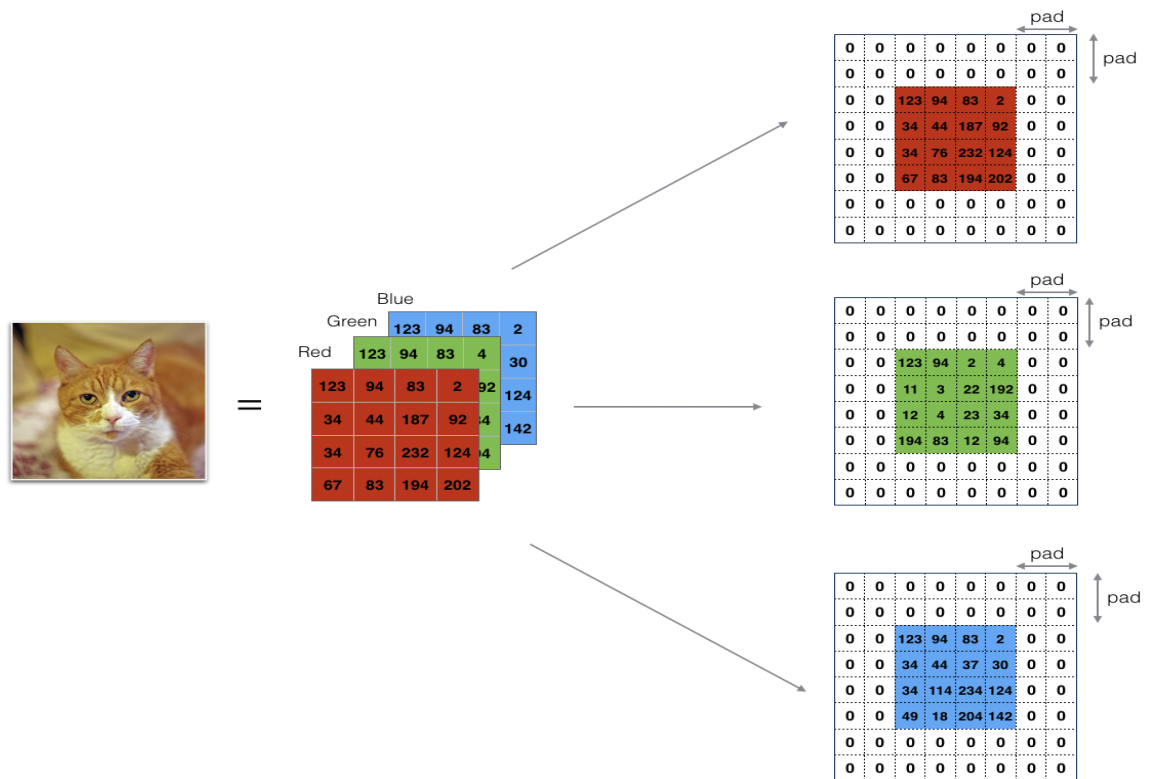 Blue
123 94 83 2
Green
30
123 94 83 4
Red
92
124
123 94 83 2
34 44 187 92
34 76 232 124
67 83 194 202
34
142
94
=
pad
pad
0 0 0 0 0 0 0 0
0 0 0 0 0 0 0 0
0 0 123 94 83 2 0 0
0 0 34 44 187 92 0 0
0 0 34 76 232 124 0 0
0 0 67 83 194 202 0 0
0 0 0 0 0 0 0 0
0 0 0 0 0 0 0 0
pad
pad
0 0 0 0 0 0 0 0
0 0 0 0 0 0 0 0
0 0 123 94 2 4 0 0
0 0 11 3 22 192 0 0
0 0 12 4 23 34 0 0
0 0 194 83 12 94 0 0
0 0 0 0 0 0 0 0
0 0 0 0 0 0 0 0
pad
pad
0 0 0 0 0 0 0 0
0 0 0 0 0 0 0 0
0 0 123 94 83 2 0 0
0 0 34 44 37 30 0 0
0 0 34 114 234 124 0 0
0 0 49 18 204 142 0 0
0 0 0 0 0 0 0 0
0 0 0 0 0 0 0 0